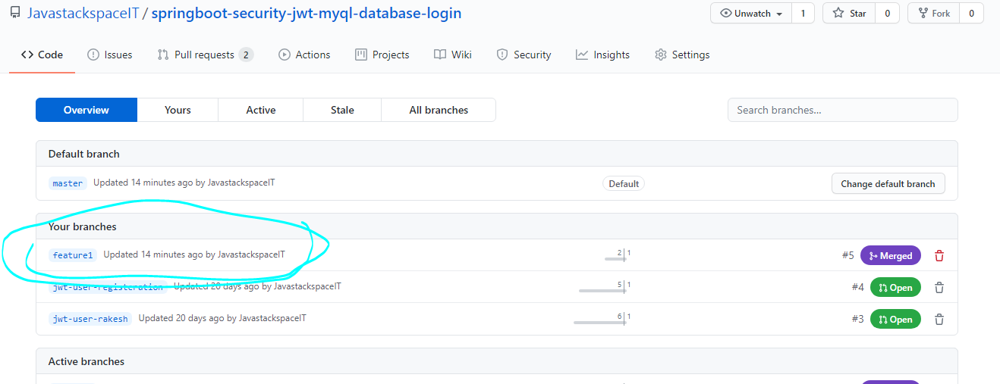 JavastackspaceIT / springboot-security-jwt-myql-database-login Unwatch 1 Star 0 Fork 0
Code Issues Pull requests 2 Actions Projects Wiki Security Insights Settings
Overview Yours Active Stale All branches Search branches...
Default branch
master Updated 14 minutes ago by JavastackspaceIT Default Change default branch
Your branches
feature1 Updated 14 minutes ago by JavastackspaceIT 2 1 #5 Merged
jwt-user-registeration Updated 20 days ago by JavastackspaceIT 5 1 #4 Open
jwt-user-rakesh Updated 20 days ago by JavastackspaceIT 6 1 #3 Open
Active branches